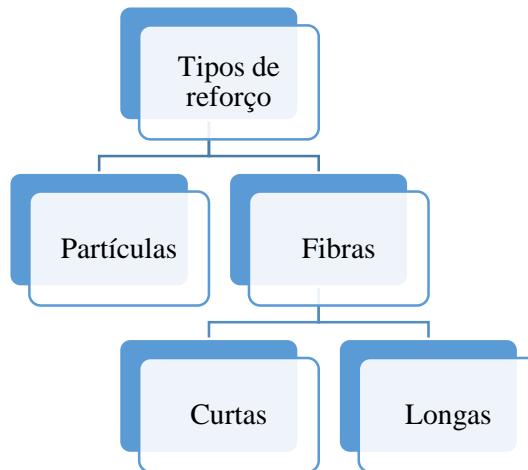 Tipos de
reforço
Partículas
Fibras
Curtas
Longas